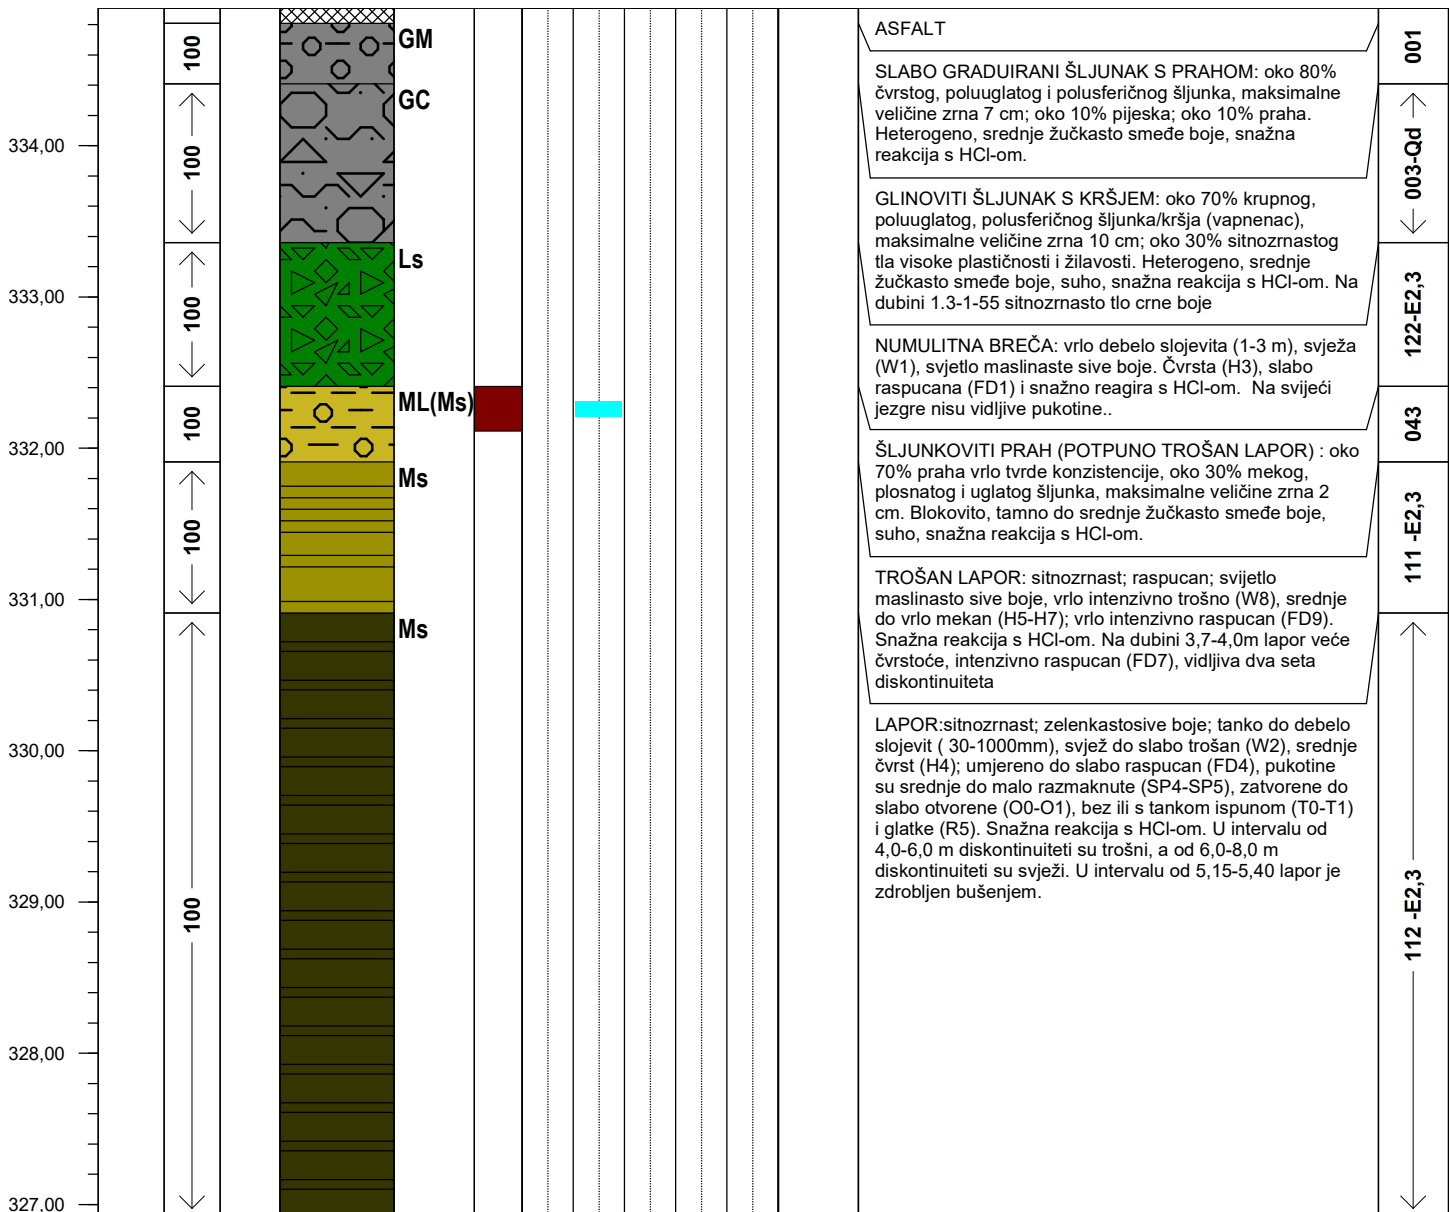 334,00
333,00
332,00
331,00
330,00
329,00
328,00
327,00
100
100
100
100
100
100
GM
GC
Ls
ML(Ms)
Ms
Ms
ASFALT
SLABO GRADUIRANI ŠLJUNAK S PRAHOM: oko 80%
čvrstog, poluuglatog i polusferičnog šljunka, maksimalne
veličine zrna 7 cm; oko 10% pijeska; oko 10% praha.
Heterogeno, srednje žučkasto smeđe boje, snažna
reakcija s HCl-om.
GLINOVITI ŠLJUNAK S KRŠJEM: oko 70% krupnog,
poluuglatog, polusferičnog šljunka/kršja (vapnenac),
maksimalne veličine zrna 10 cm; oko 30% sitnozrnastog
tla visoke plastičnosti i žilavosti. Heterogeno, srednje
žučkasto smeđe boje, suho, snažna reakcija s HCl-om. Na
dubini 1.3-1-55 sitnozrnasto tlo crne boje
NUMULITNA BREČA: vrlo debelo slojevita (1-3 m), svježa
(W1), svjetlo maslinaste sive boje. Čvrsta (H3), slabo
raspucana (FD1) i snažno reagira s HCl-om. Na svijeći
jezgre nisu vidljive pukotine..
ŠLJUNKOVITI PRAH (POTPUNO TROŠAN LAPOR) : oko
70% praha vrlo tvrde konzistencije, oko 30% mekog,
plosnatog i uglatog šljunka, maksimalne veličine zrna 2
cm. Blokovito, tamno do srednje žučkasto smeđe boje,
suho, snažna reakcija s HCl-om.
TROŠAN LAPOR: sitnozrnast; raspucan; svijetlo
maslinasto sive boje, vrlo intenzivno trošno (W8), srednje
do vrlo mekan (H5-H7); vrlo intenzivno raspucan (FD9).
Snažna reakcija s HCl-om. Na dubini 3,7-4,0m lapor veće
čvrstoće, intenzivno raspucan (FD7), vidljiva dva seta
diskontinuiteta
LAPOR:sitnozrnast; zelenkastosive boje; tanko do debelo
slojevit ( 30-1000mm), svjež do slabo trošan (W2), srednje
čvrst (H4); umjereno do slabo raspucan (FD4), pukotine
su srednje do malo razmaknute (SP4-SP5), zatvorene do
slabo otvorene (O0-O1), bez ili s tankom ispunom (T0-T1)
i glatke (R5). Snažna reakcija s HCl-om. U intervalu od
4,0-6,0 m diskontinuiteti su trošni, a od 6,0-8,0 m
diskontinuiteti su svježi. U intervalu od 5,15-5,40 lapor je
zdrobljen bušenjem.
001
003-Qd
122-E2,3
043
111 -E2,3
112 -E2,3